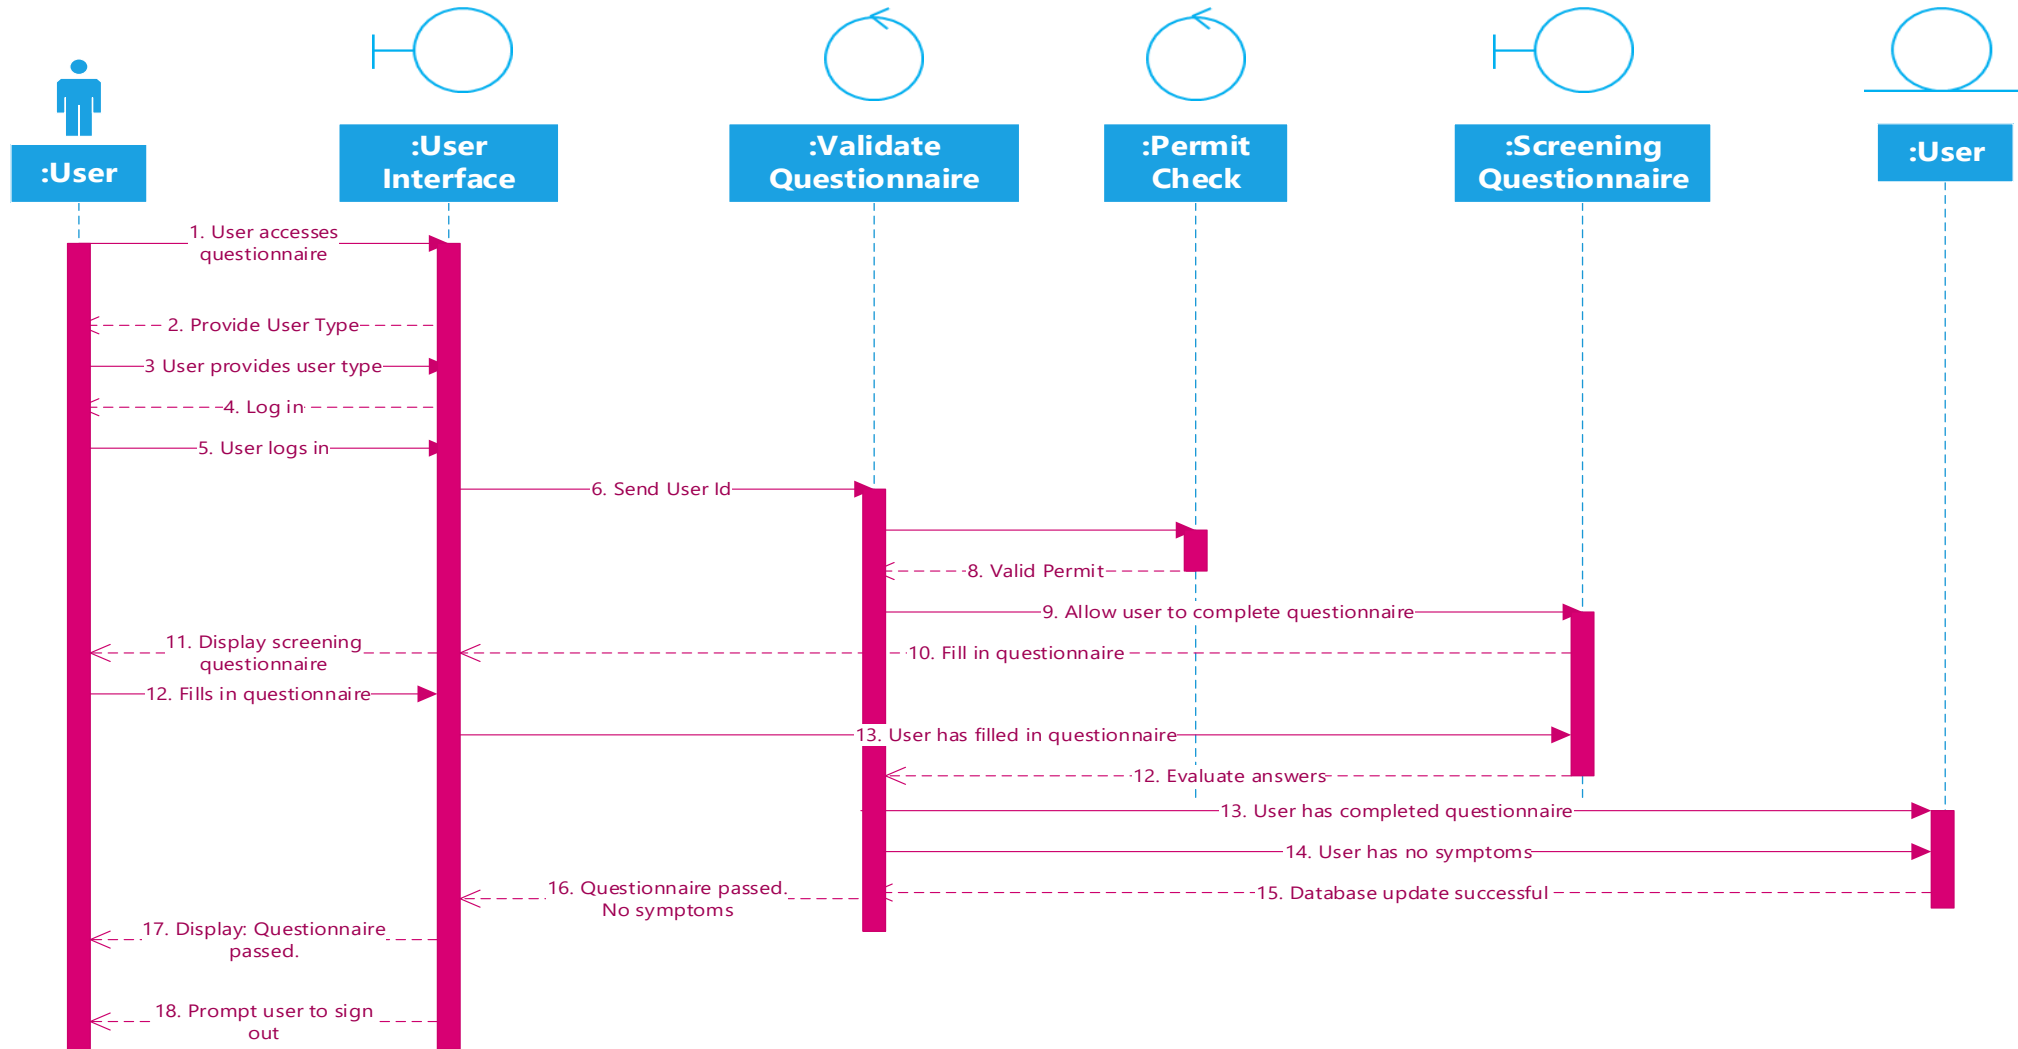 :User
:User
Interface
:Validate
Questionnaire
:Permit
Check
:Screening
Questionnaire
:User
1. User accesses
questionnaire
2. Provide User Type
3 User provides user type
4. Log in
5. User logs in
6. Send User Id
8. Valid Permit
9. Allow user to complete questionnaire
11. Display screening
questionnaire
10. Fill in questionnaire
12. Fills in questionnaire
13. User has filled in questionnaire
12. Evaluate answers
13. User has completed questionnaire
14. User has no symptoms
16. Questionnaire passed.
No symptoms
15. Database update successful
17. Display: Questionnaire
passed.
18. Prompt user to sign
out